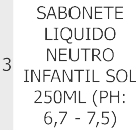 SABONETE
LIQUIDO
NEUTRO
3
INFANTIL SOL
250ML (PH:
6,7 - 7,5)